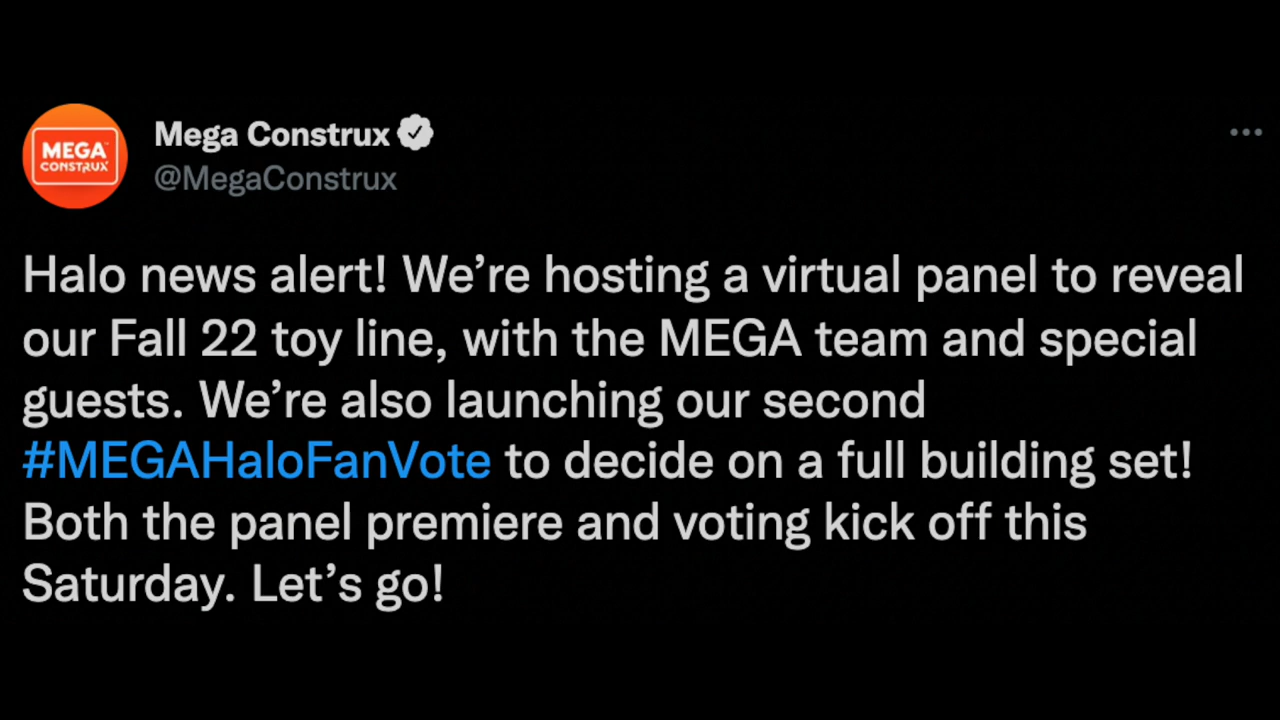 MEGA
CONSTRUX
Mega Construx
@MegaConstrux
Halo news alert! We’re hosting a virtual panel to reveal
our Fall 22 toy line, with the MEGA team and special
guests. We’re also launching our second
#MEGAHaloFanVote to decide on a full building set!
Both the panel premiere and voting kick off this
Saturday. Let’s go!